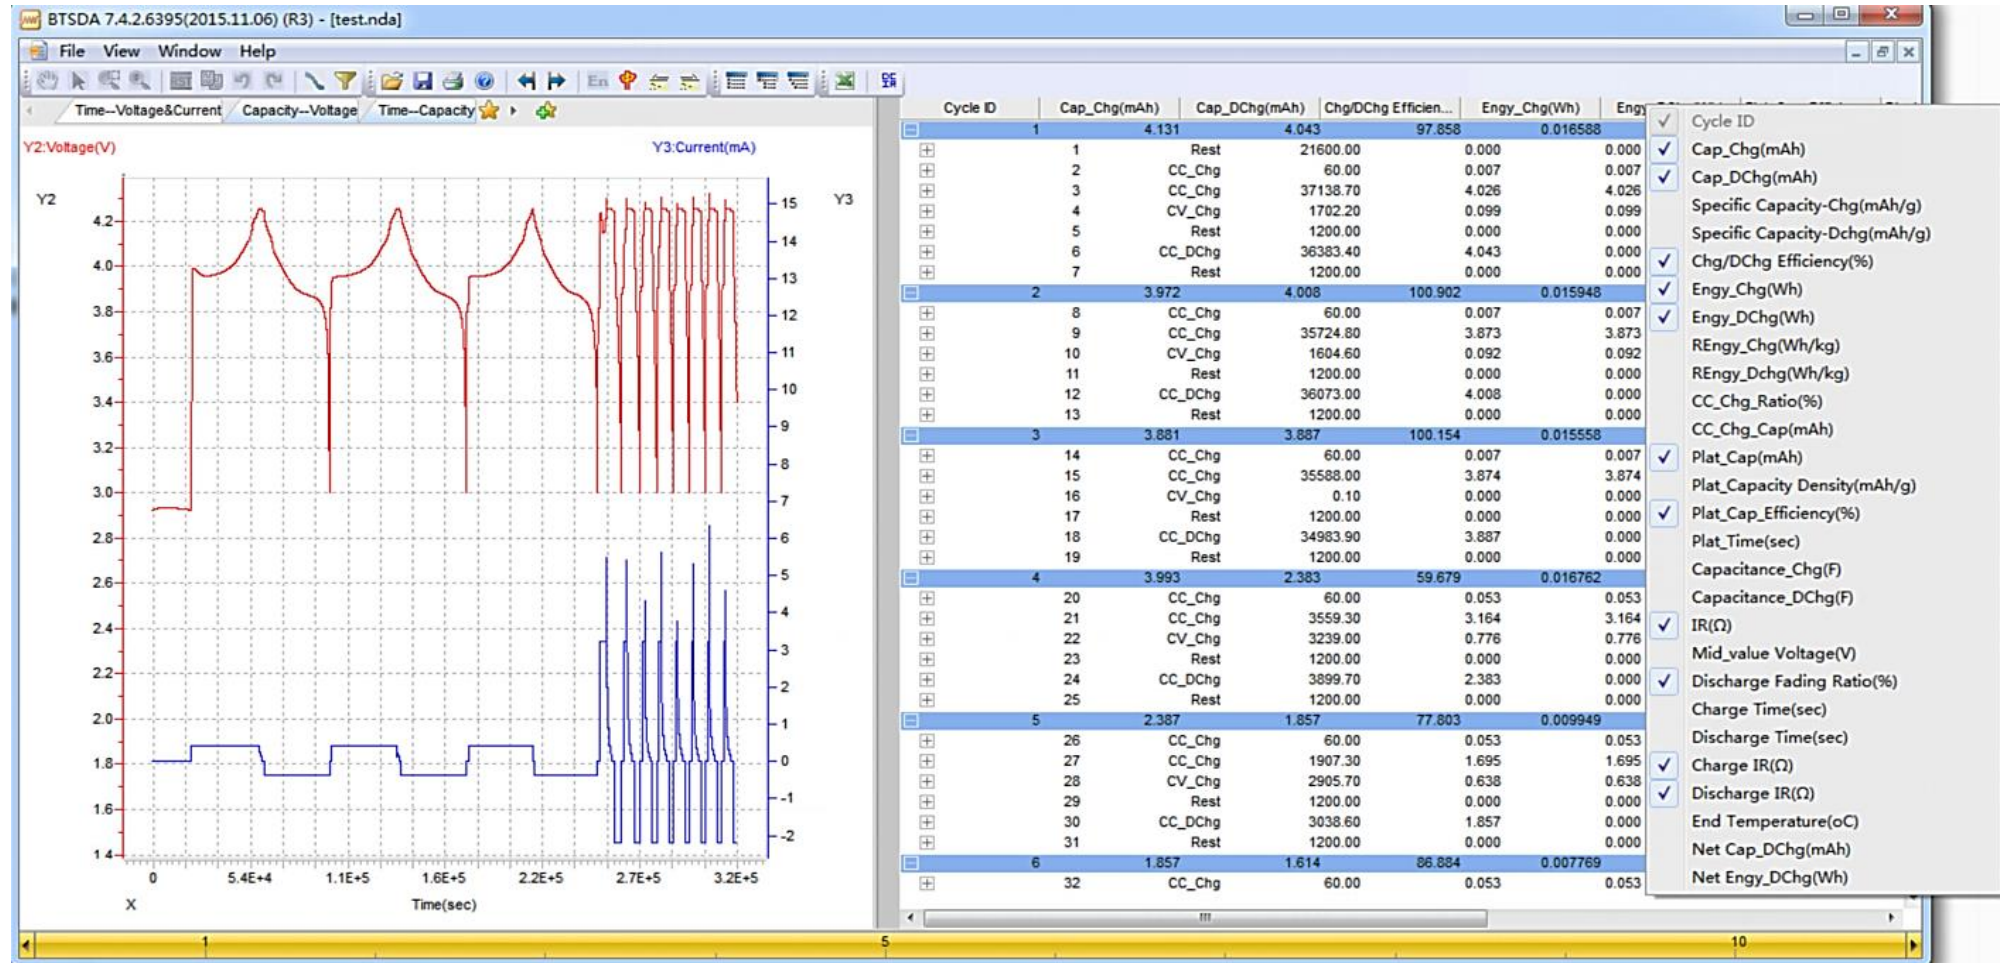 BTSDA 7.4.2.6395(2015.11.06) (R3) - [test.nda]
File View Window Help
Time--Voltage&Current Capacity--Voltage Time--Capacity
Y2:Voltage(V) Y3:Current(mA)
Y2 Y3
4.2
4.0
3.8
3.6
3.4
3.2
3.0
2.8
2.6
2.4
2.2
2.0
1.8
1.6
1 4
15
14
13
12
11
10
9
8
7
6
5
4
3
2
1
0
-1
-2
0 5.4E+4 1.1E+5 1.6E+5 2.2E+5 2.7E+5 3.2E+5
X Time(sec)
Cycle ID Cap_Chg(mAh) Cap_DChg(mAh) Chg/DChg Efficien... Engy_Chg(Wh) Engy
1 4.131 4.043 97.858 0.016588
1 Rest 21600.00 0.000 0.000
2 CC_Chg 60.00 0.007 0.007
3 CC_Chg 37138.70 4.026 4.026
4 CV_Chg 1702.20 0.099 0.099
5 Rest 1200.00 0.000 0.000
6 CC_DChg 36383.40 4.043 0.000
7 Rest 1200.00 0.000 0.000
2 3.972 4.008 100.902 0.015948
8 CC_Chg 60.00 0.007 0.007
9 CC_Chg 35724.80 3.873 3.873
10 CV_Chg 1604.60 0.092 0.092
11 Rest 1200.00 0.000 0.000
12 CC_DChg 36073.00 4.008 0.000
13 Rest 1200.00 0.000 0.000
3 3.881 3.887 100.154 0.015558
14 CC_Chg 60.00 0.007 0.007
15 CC_Chg 35588.00 3.874 3.874
16 CV_Chg 0.10 0.000 0.000
17 Rest 1200.00 0.000 0.000
18 CC_DChg 34983.90 3.887 0.000
19 Rest 1200.00 0.000 0.000
4 3.993 2.383 59.679 0.016762
20 CC_Chg 60.00 0.053 0.053
21 CC_Chg 3559.30 3.164 3.164
22 CV_Chg 3239.00 0.776 0.776
23 Rest 1200.00 0.000 0.000
24 CC_DChg 3899.70 2.383 0.000
25 Rest 1200.00 0.000 0.000
5 2.387 1.857 77.803 0.009949
26 CC_Chg 60.00 0.053 0.053
27 CC_Chg 1907.30 1.695 1.695
28 CV_Chg 2905.70 0.638 0.638
29 Rest 1200.00 0.000 0.000
30 CC_DChg 3038.60 1.857 0.000
31 Rest 1200.00 0.000 0.000
6 1.857 1.614 86.884 0.007769
32 CC_Chg 60.00 0.053 0.053
Cycle ID
Cap_Chg(mAh)
Cap_DChg(mAh)
Specific Capacity-Chg(mAh/g)
Specific Capacity-Dchg(mAh/g)
Chg/DChg Efficiency(%)
Engy_Chg(Wh)
Engy_DChg(Wh)
REngy_Chg(Wh/kg)
REngy_Dchg(Wh/kg)
CC_Chg_Ratio(%)
CC_Chg_Cap(mAh)
Plat_Cap(mAh)
Plat_Capacity Density(mAh/g)
Plat_Cap_Efficiency(%)
Plat_Time(sec)
Capacitance_Chg(F)
Capacitance_DChg(F)
IR(Ω)
Mid_value Voltage(V)
Discharge Fading Ratio(%)
Charge Time(sec)
Discharge Time(sec)
Charge IR(Ω)
Discharge IR(Ω)
End Temperature(oC)
Net Cap_DChg(mAh)
Net Engy_DChg(Wh)
1 5 10